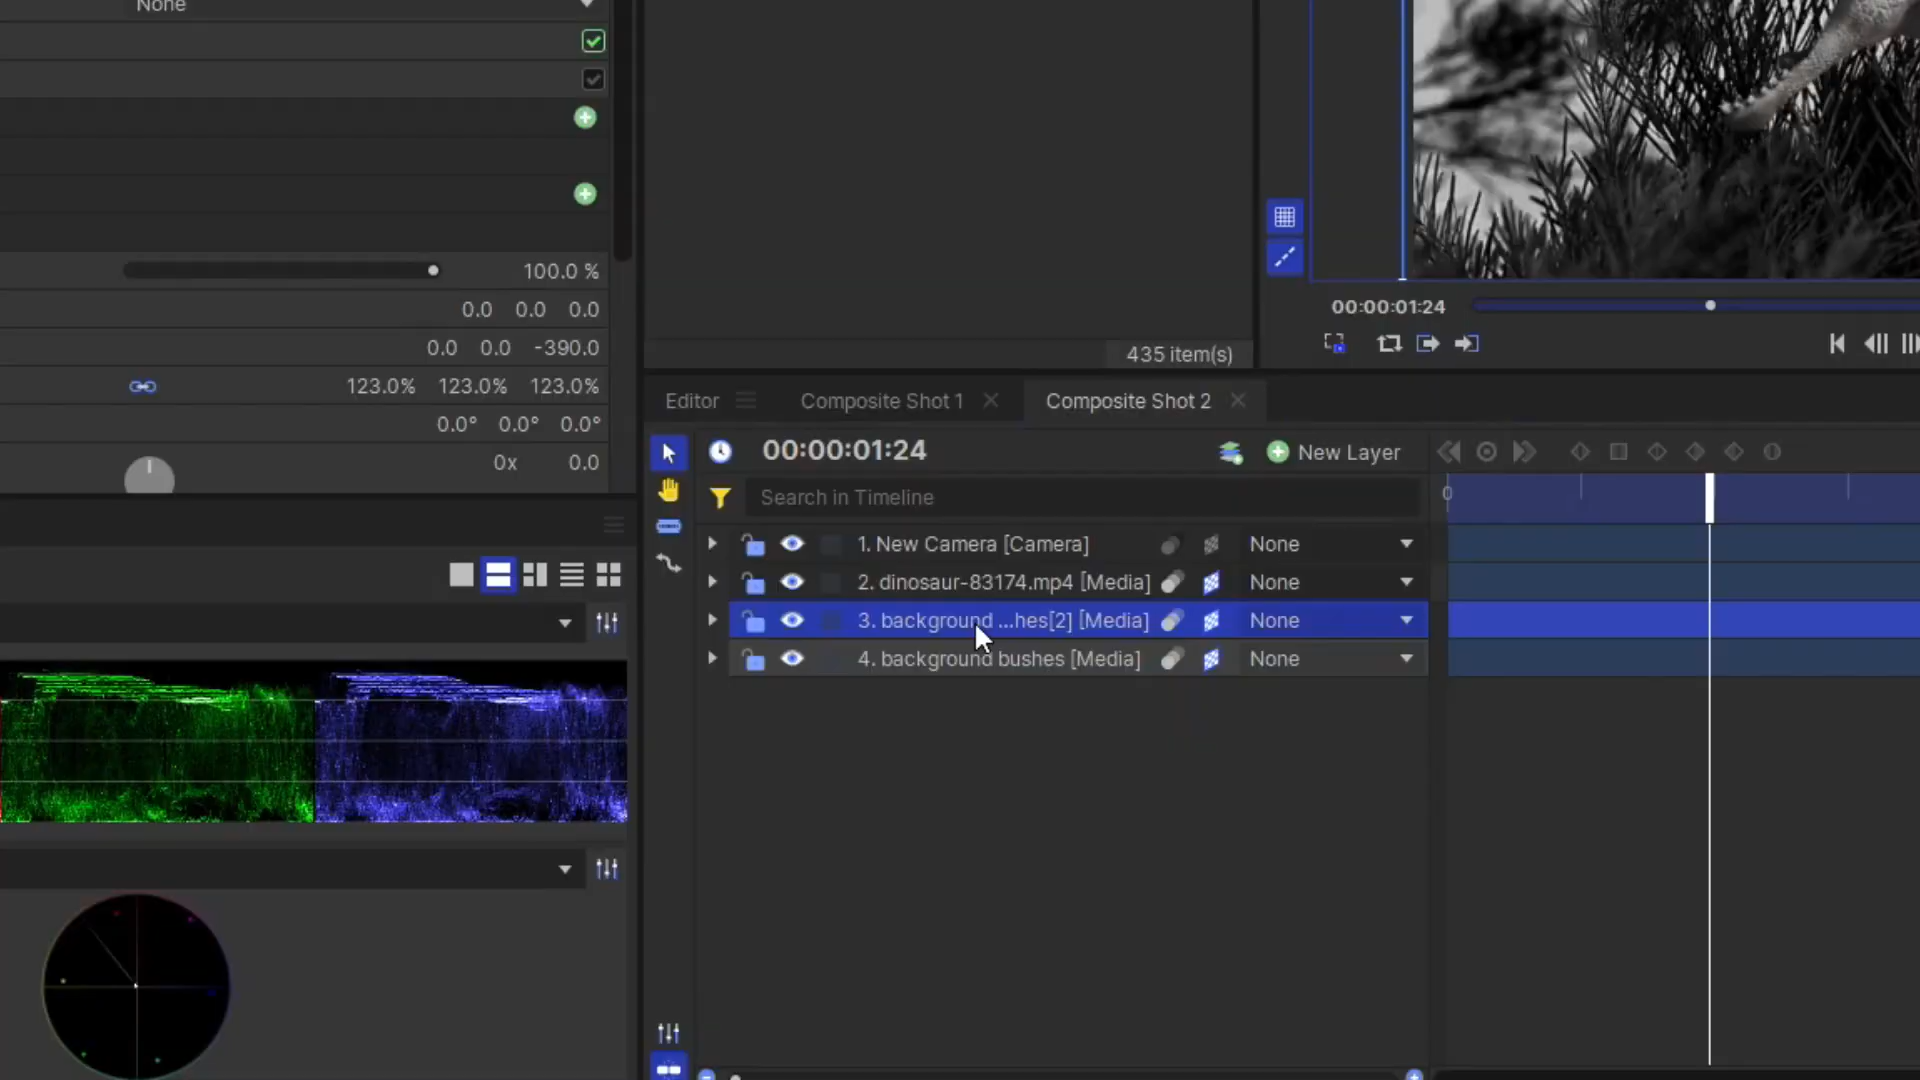 None
100.0 %
0.0 0.0 0.0
0.0 0.0 -390.0
123.0% 123.0% 123.0%
0.0° 0.0° 0.0°
0x 0.0
435 item(s)
00:00:01:24
Editor Composite Shot 1 Composite Shot 2
00:00:01:24 New Layer
Search in Timeline 0
1. New Camera [Camera] None
2. dinosaur-83174.mp4 [Media] None
3. background ...hes[2] [Media] None
4. background bushes [Media] None